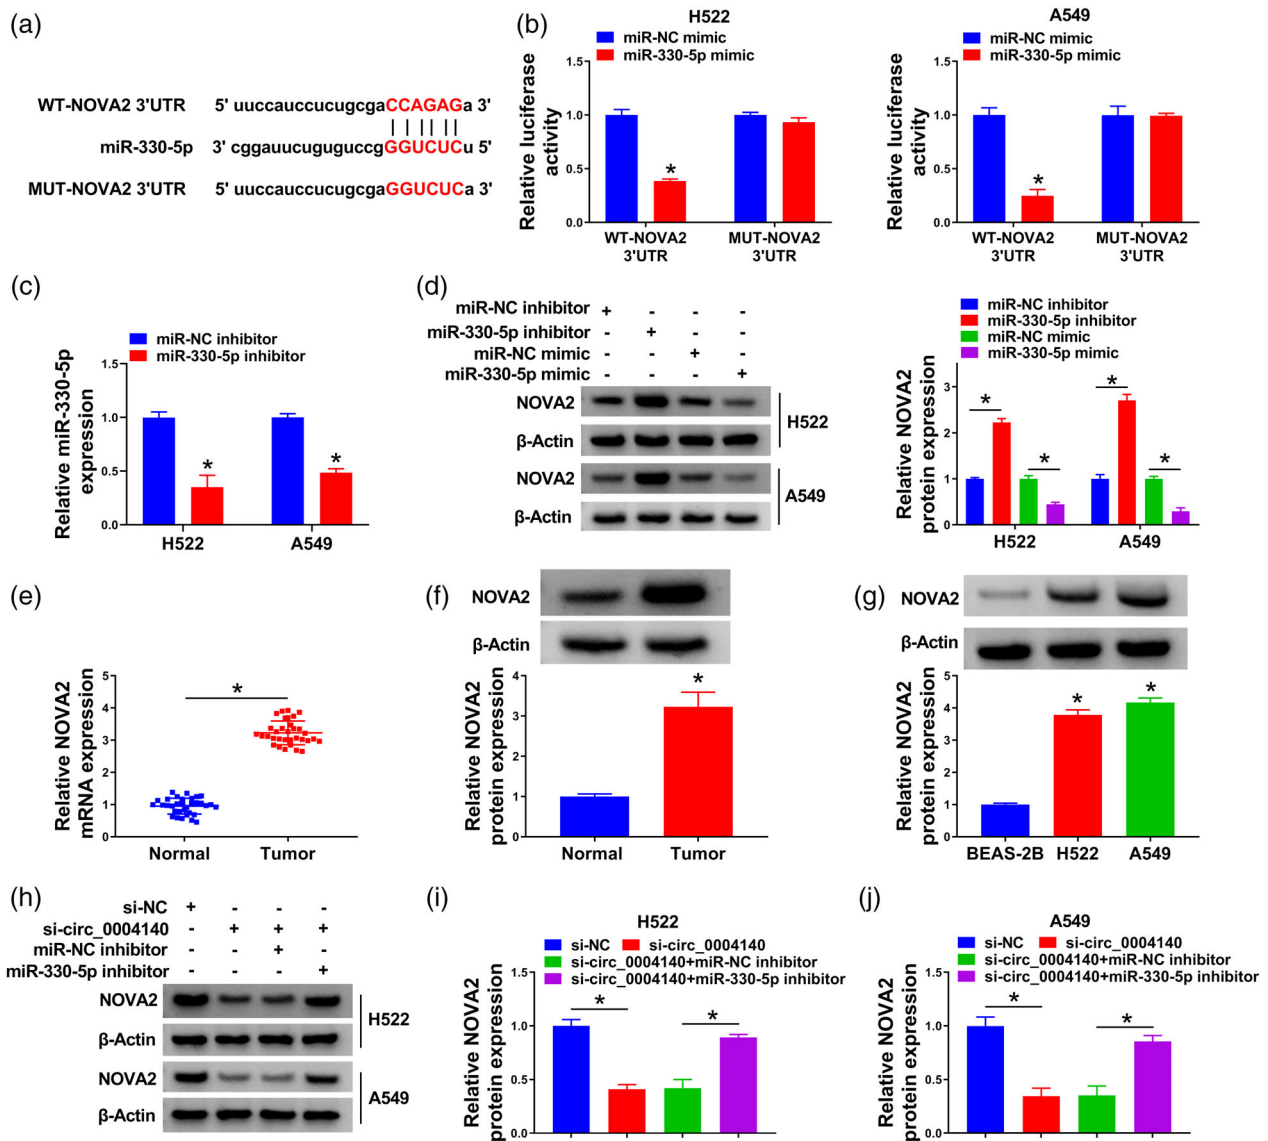 (a)
WT-NOVA2 3'UTR 5' uuccauccucugcgaCCAGAGa 3'
miR-330-5p 3' cggauucuguguccgGGUCUCu 5'
MUT-NOVA2 3'UTR 5' uuccauccucugcgaGGUCUCa 3'
(b)
H522
miR-NC mimic
miR-330-5p mimic
Relative luciferase
activity
1.5
1.0
0.5
0.0
*
WT-NOVA2
3'UTR
MUT-NOVA2
3'UTR
A549
miR-NC mimic
miR-330-5p mimic
Relative luciferase
activity
1.5
1.0
0.5
0.0
*
WT-NOVA2
3'UTR
MUT-NOVA2
3'UTR
(c)
miR-NC inhibitor
miR-330-5p inhibitor
Relative miR-330-5p
expression
1.5
1.0
0.5
0.0
* *
H522 A549
(d)
miR-NC inhibitor + - - -
miR-330-5p inhibitor - + - -
miR-NC mimic - - + -
miR-330-5p mimic - - - +
NOVA2
β-Actin
H522
NOVA2
β-Actin
A549
miR-NC inhibitor
miR-330-5p inhibitor
miR-NC mimic
miR-330-5p mimic
Relative NOVA2
protein expression
3
2
1
0
* * * *
H522 A549
(e)
Relative NOVA2
mRNA expression
5
4
3
2
1
0
*
Normal Tumor
(f)
NOVA2
β-Actin
Relative NOVA2
protein expression
4
3
2
1
0
*
Normal Tumor
(g)
NOVA2
β-Actin
Relative NOVA2
protein expression
5
4
3
2
1
0
* *
BEAS-2B H522 A549
(h)
si-NC + - - -
si-circ_0004140 - + + +
miR-NC inhibitor - - + -
miR-330-5p inhibitor - - - +
NOVA2
β-Actin
H522
NOVA2
β-Actin
A549
(i)
H522
si-NC si-circ_0004140
si-circ_0004140+miR-NC inhibitor
si-circ_0004140+miR-330-5p inhibitor
Relative NOVA2
protein expression
1.5
1.0
0.5
0.0
* *
(j)
A549
si-NC si-circ_0004140
si-circ_0004140+miR-NC inhibitor
si-circ_0004140+miR-330-5p inhibitor
Relative NOVA2
protein expression
1.5
1.0
0.5
0.0
* *